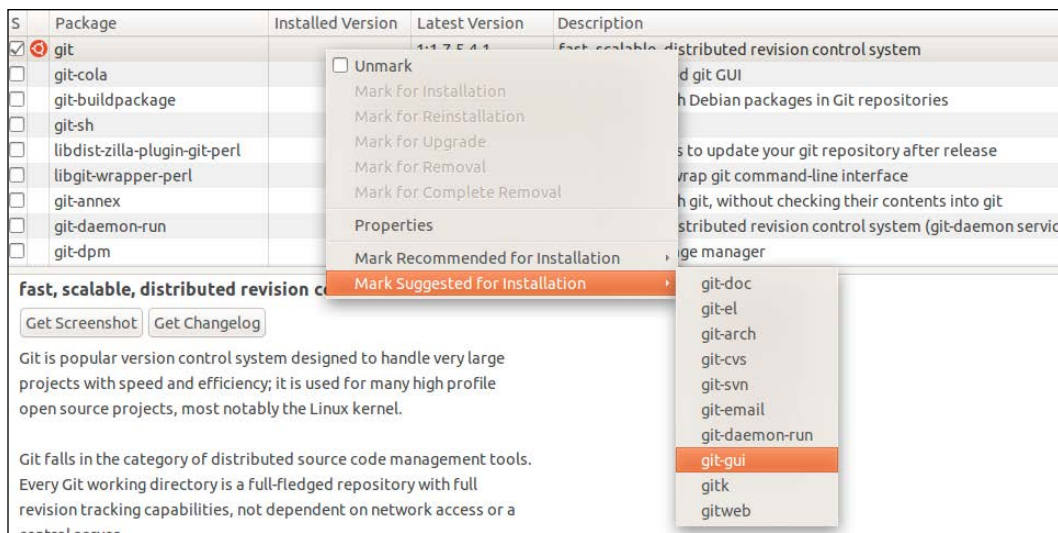 S Package Installed Version Latest Version Description
git fast, scalable, distributed revision control system
git-cola
Unmark
d git GUI
git-buildpackage
Mark for Installation
h Debian packages in Git repositories
git-sh
Mark for Reinstallation
Mark for Upgrade
libdist-zilla-plugin-git-perl
s to update your git repository after release
Mark for Removal
libgit-wrapper-perl
rap git command-line interface
Mark for Complete Removal
git-annex
h git, without checking their contents into git
git-daemon-run
Properties
stributed revision control system (git-daemon servic
git-dpm
Mark Recommended for Installation
ge manager
Mark Suggested for Installation
git-doc
git-el
git-arch
git-cvs
git-svn
git-email
git-daemon-run
git-gui
gitk
gitweb
fast, scalable, distributed revision
Get Screenshot Get Changelog
Git is popular version control system designed to handle very large
projects with speed and efficiency; it is used for many high profile
open source projects, most notably the Linux kernel.
Git falls in the category of distributed source code management tools.
Every Git working directory is a full-fledged repository with full
revision tracking capabilities, not dependent on network access or a